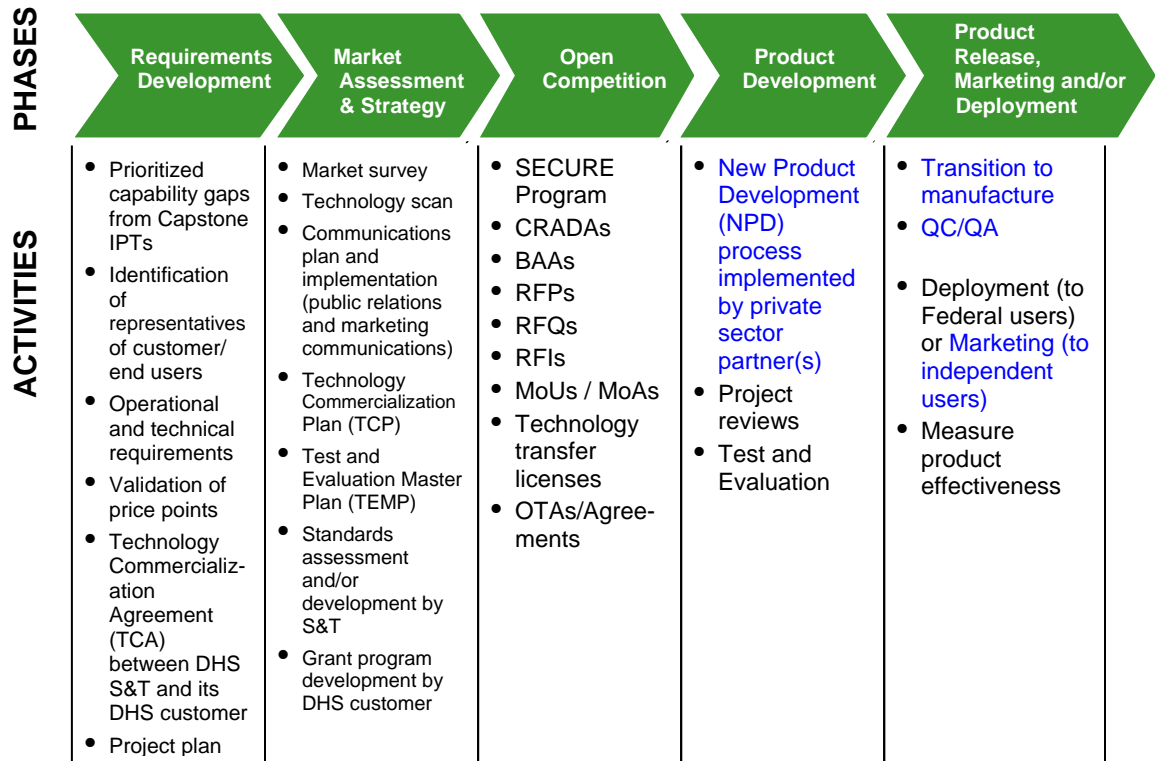 PHASES
Requirements
Development
Market
Assessment
& Strategy
Open
Competition
Product
Development
Product
Release,
Marketing and/or
Deployment
ACTIVITIES
• Prioritized
capability gaps
from Capstone
IPTs
• Identification
of
representatives
of customer/
end users
• Operational
and technical
requirements
• Validation of
price points
• Technology
Commercializ-
ation
Agreement
(TCA)
between DHS
S&T and its
DHS customer
• Project plan
• Market survey
• Technology scan
• Communications
plan and
implementation
(public relations
and marketing
communications)
• Technology
Commercialization
Plan (TCP)
• Test and
Evaluation Master
Plan (TEMP)
• Standards
assessment
and/or
development by
S&T
• Grant program
development by
DHS customer
• SECURE
Program
• CRADAs
• BAAs
• RFPs
• RFQs
• RFIs
• MoUs / MoAs
• Technology
transfer
licenses
• OTAs/Agree-
ments
• New Product
Development
(NPD)
process
implemented
by private
sector
partner(s)
• Project
reviews
• Test and
Evaluation
• Transition to
manufacture
• QC/QA
• Deployment (to
Federal users)
or Marketing (to
independent
users)
• Measure
product
effectiveness